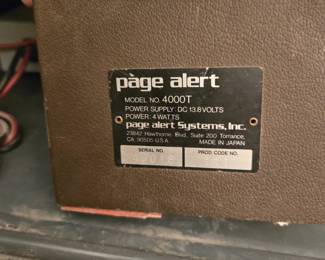 page alert
MODEL NO. 4000T
POWER SUPPLY: DC 13.8 VOLTS
POWER: 4 WATTS
page alert Systems, Inc.
23842 Hawthorne Blvd., Suite 200 Torrance,
CA. 90505 U.S.A. MADE IN JAPAN
SERIAL NO. PROD. CODE NO.